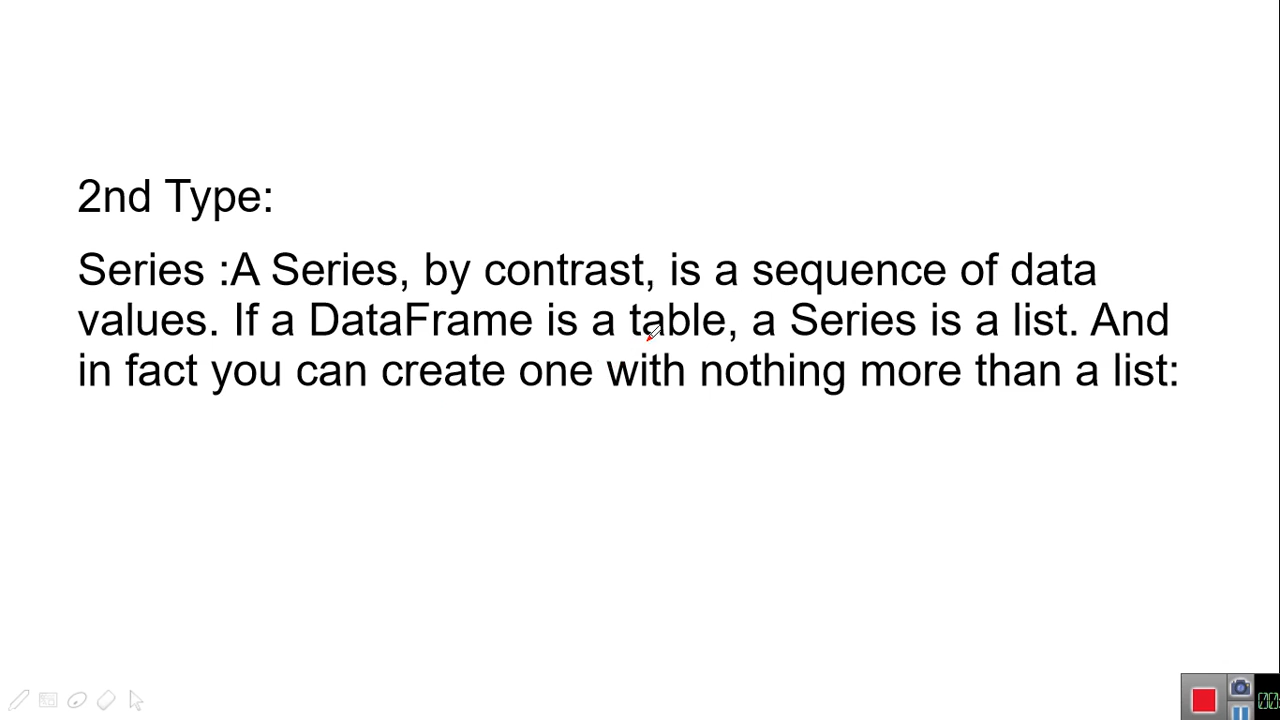 2nd Type:
Series :A Series, by contrast, is a sequence of data
values. If a DataFrame is a table, a Series is a list. And
in fact you can create one with nothing more than a list:
00